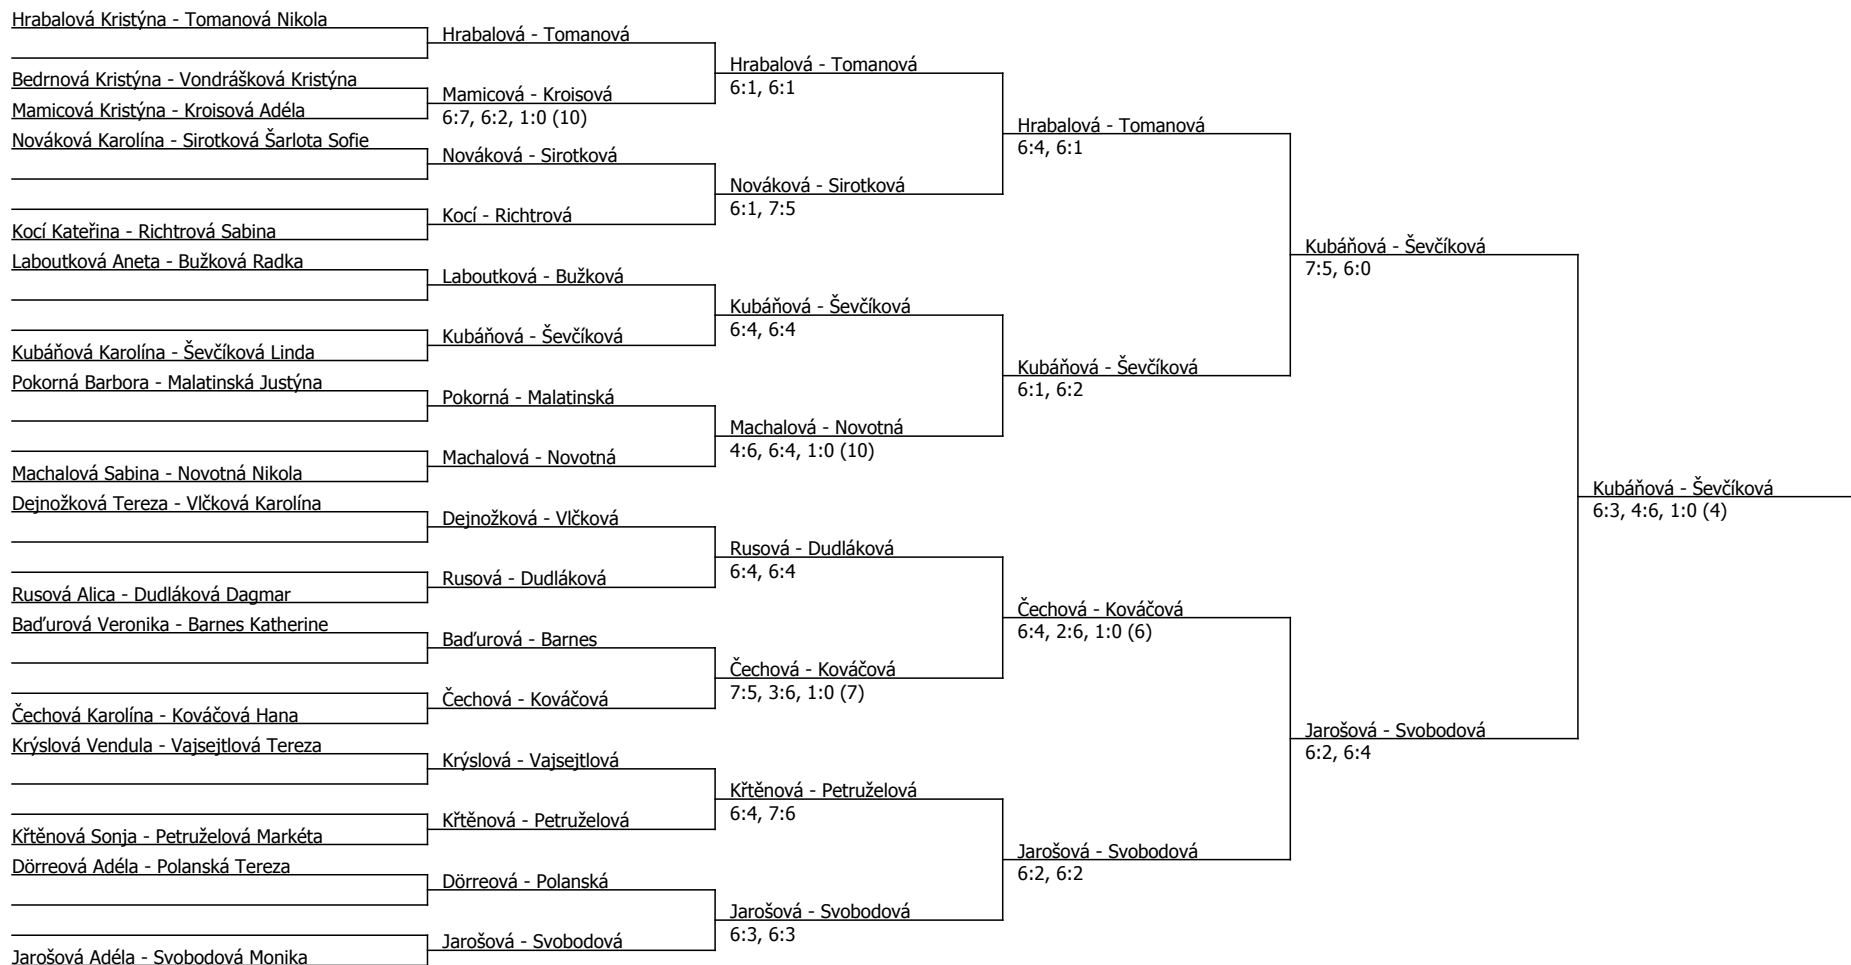 Hrabalová Kristýna - Tomanová Nikola
Bedrnová Kristýna - Vondrášková Kristýna
Mamicová Kristýna - Kroisová Adéla
Nováková Karolína - Sirotková Šarlota Sofie
Kocí Kateřina - Richtrová Sabina
Laboutková Aneta - Bužková Radka
Kubáňová Karolína - Ševčíková Linda
Pokorná Barbora - Malatinská Justýna
Machalová Sabina - Novotná Nikola
Dejnožková Tereza - Vlčková Karolína
Rusová Alica - Dudláková Dagmar
Baďurová Veronika - Barnes Katherine
Čechová Karolína - Kováčová Hana
Krýslová Vendula - Vajsejtlová Tereza
Křtěnová Sonja - Petruželová Markéta
Dörreová Adéla - Polanská Tereza
Jarošová Adéla - Svobodová Monika
Hrabalová - Tomanová
Mamicová - Kroisová
6:7, 6:2, 1:0 (10)
Nováková - Sirotková
Kocí - Richtrová
Laboutková - Bužková
Kubáňová - Ševčíková
Pokorná - Malatinská
Machalová - Novotná
Dejnožková - Vlčková
Rusová - Dudláková
Baďurová - Barnes
Čechová - Kováčová
Krýslová - Vajsejtlová
Křtěnová - Petruželová
Dörreová - Polanská
Jarošová - Svobodová
Hrabalová - Tomanová
6:1, 6:1
Nováková - Sirotková
6:1, 7:5
Kubáňová - Ševčíková
6:4, 6:4
Machalová - Novotná
4:6, 6:4, 1:0 (10)
Rusová - Dudláková
6:4, 6:4
Čechová - Kováčová
7:5, 3:6, 1:0 (7)
Křtěnová - Petruželová
6:4, 7:6
Jarošová - Svobodová
6:3, 6:3
Hrabalová - Tomanová
6:4, 6:1
Kubáňová - Ševčíková
6:1, 6:2
Čechová - Kováčová
6:4, 2:6, 1:0 (6)
Jarošová - Svobodová
6:2, 6:2
Kubáňová - Ševčíková
7:5, 6:0
Jarošová - Svobodová
6:2, 6:4
Kubáňová - Ševčíková
6:3, 4:6, 1:0 (4)